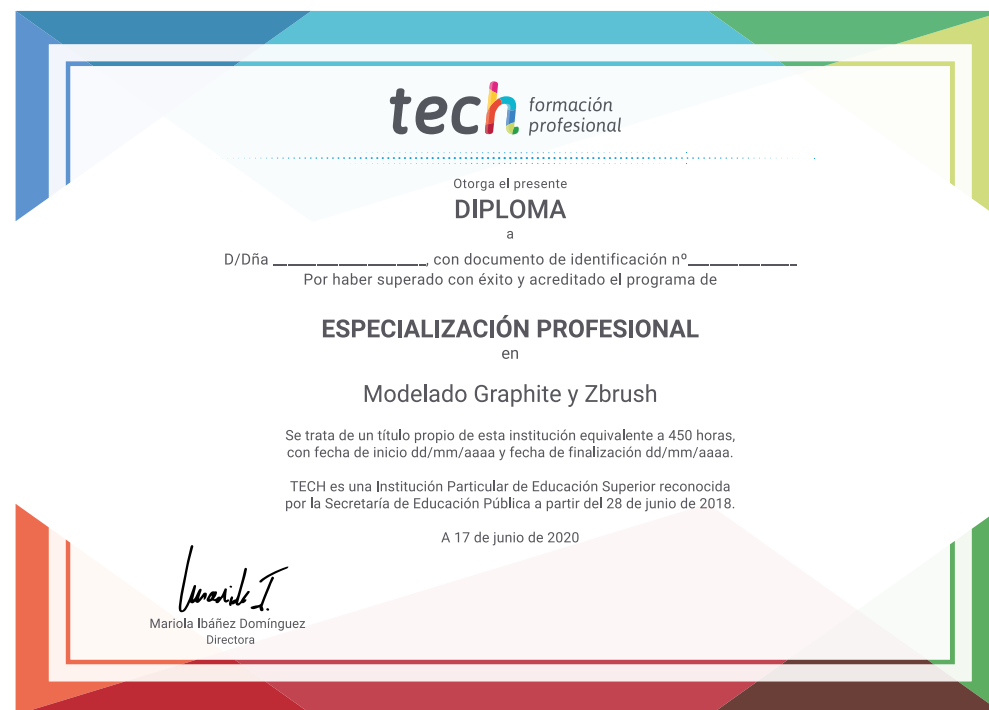 tech formación
profesional
Otorga el presente
DIPLOMA
a
D/Dña ____________________, con documento de identificación nº______________
Por haber superado con éxito y acreditado el programa de
ESPECIALIZACIÓN PROFESIONAL
en
Modelado Graphite y Zbrush
Se trata de un título propio de esta institución equivalente a 450 horas,
con fecha de inicio dd/mm/aaaa y fecha de finalización dd/mm/aaaa.
TECH es una Institución Particular de Educación Superior reconocida
por la Secretaría de Educación Pública a partir del 28 de junio de 2018.
A 17 de junio de 2020
Mariola Ibáñez Domínguez
Directora